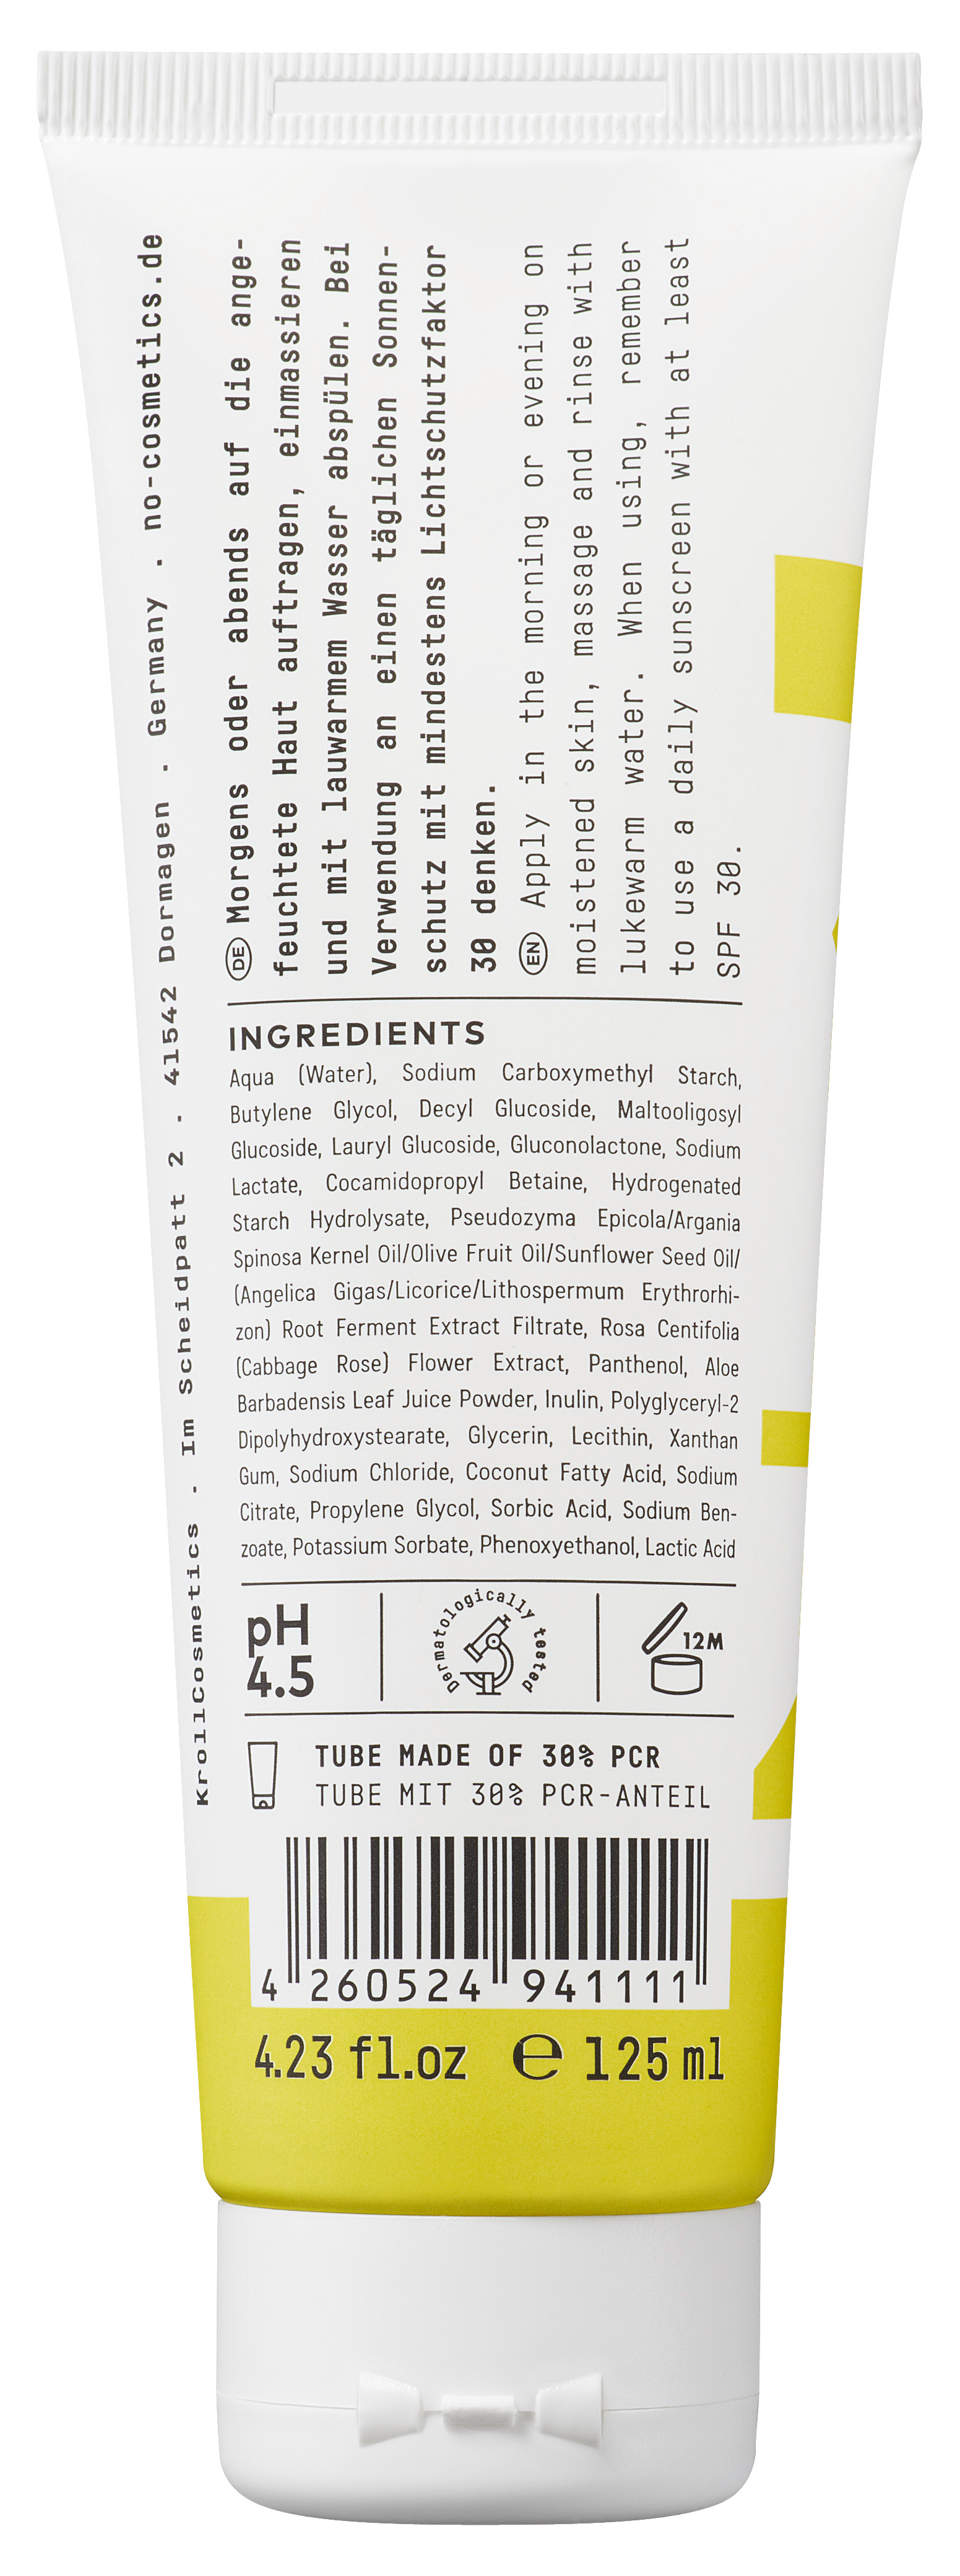 KrollCosmetics . Im Scheidpatt 2 . 41542 Dormagen . Germany . no-cosmetics.de
DE Morgens oder abends auf die ange-
feuchtete Haut auftragen, einmassieren
und mit lauwarmem Wasser abspülen. Bei
Verwendung an einen täglichen Sonnen-
schutz mit mindestens Lichtschutzfaktor
30 denken.
EN Apply in the morning or evening on
moistened skin, massage and rinse with
lukewarm water. When using, remember
to use a daily sunscreen with at least
SPF 30.
INGREDIENTS
Aqua (Water), Sodium Carboxymethyl Starch,
Butylene Glycol, Decyl Glucoside, Maltooligosyl
Glucoside, Lauryl Glucoside, Gluconolactone, Sodium
Lactate, Cocamidopropyl Betaine, Hydrogenated
Starch Hydrolysate, Pseudozyma Epicola/Argania
Spinosa Kernel Oil/Olive Fruit Oil/Sunflower Seed Oil/
(Angelica Gigas/Licorice/Lithospermum Erythrorhi-
zon) Root Ferment Extract Filtrate, Rosa Centifolia
(Cabbage Rose) Flower Extract, Panthenol, Aloe
Barbadensis Leaf Juice Powder, Inulin, Polyglyceryl-2
Dipolyhydroxystearate, Glycerin, Lecithin, Xanthan
Gum, Sodium Chloride, Coconut Fatty Acid, Sodium
Citrate, Propylene Glycol, Sorbic Acid, Sodium Ben-
zoate, Potassium Sorbate, Phenoxyethanol, Lactic Acid
pH
4.5
Dermatologically tested
12M
TUBE MADE OF 30% PCR
TUBE MIT 30% PCR-ANTEIL
4 260524 941111
4.23 fl.oz ℮ 125 ml